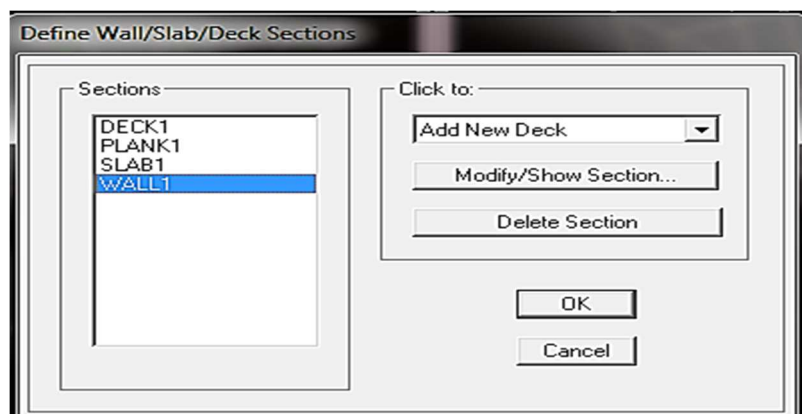 Define Wall/Slab/Deck Sections
Sections
DECK1
PLANK1
SLAB1
WALL1
Click to:
Add New Deck
Modify/Show Section...
Delete Section
OK
Cancel